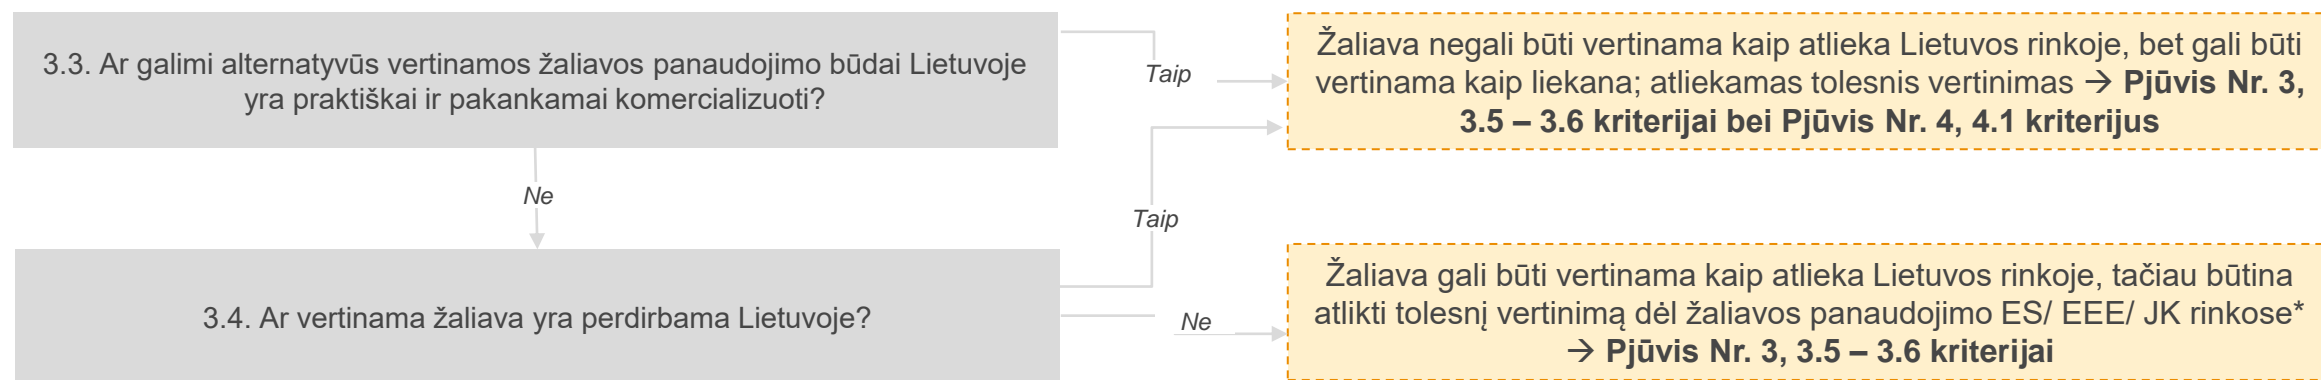 3.3. Ar galimi alternatyvūs vertinamos žaliavos panaudojimo būdai Lietuvoje
yra praktiškai ir pakankamai komercializuoti?
Taip
Žaliava negali būti vertinama kaip atlieka Lietuvos rinkoje, bet gali būti
vertinama kaip liekana; atliekamas tolesnis vertinimas → Pjūvis Nr. 3,
3.5 – 3.6 kriterijai bei Pjūvis Nr. 4, 4.1 kriterijus
Ne
Taip
3.4. Ar vertinama žaliava yra perdirbama Lietuvoje?
Ne
Žaliava gali būti vertinama kaip atlieka Lietuvos rinkoje, tačiau būtina
atlikti tolesnį vertinimą dėl žaliavos panaudojimo ES/ EEE/ JK rinkose*
→ Pjūvis Nr. 3, 3.5 – 3.6 kriterijai